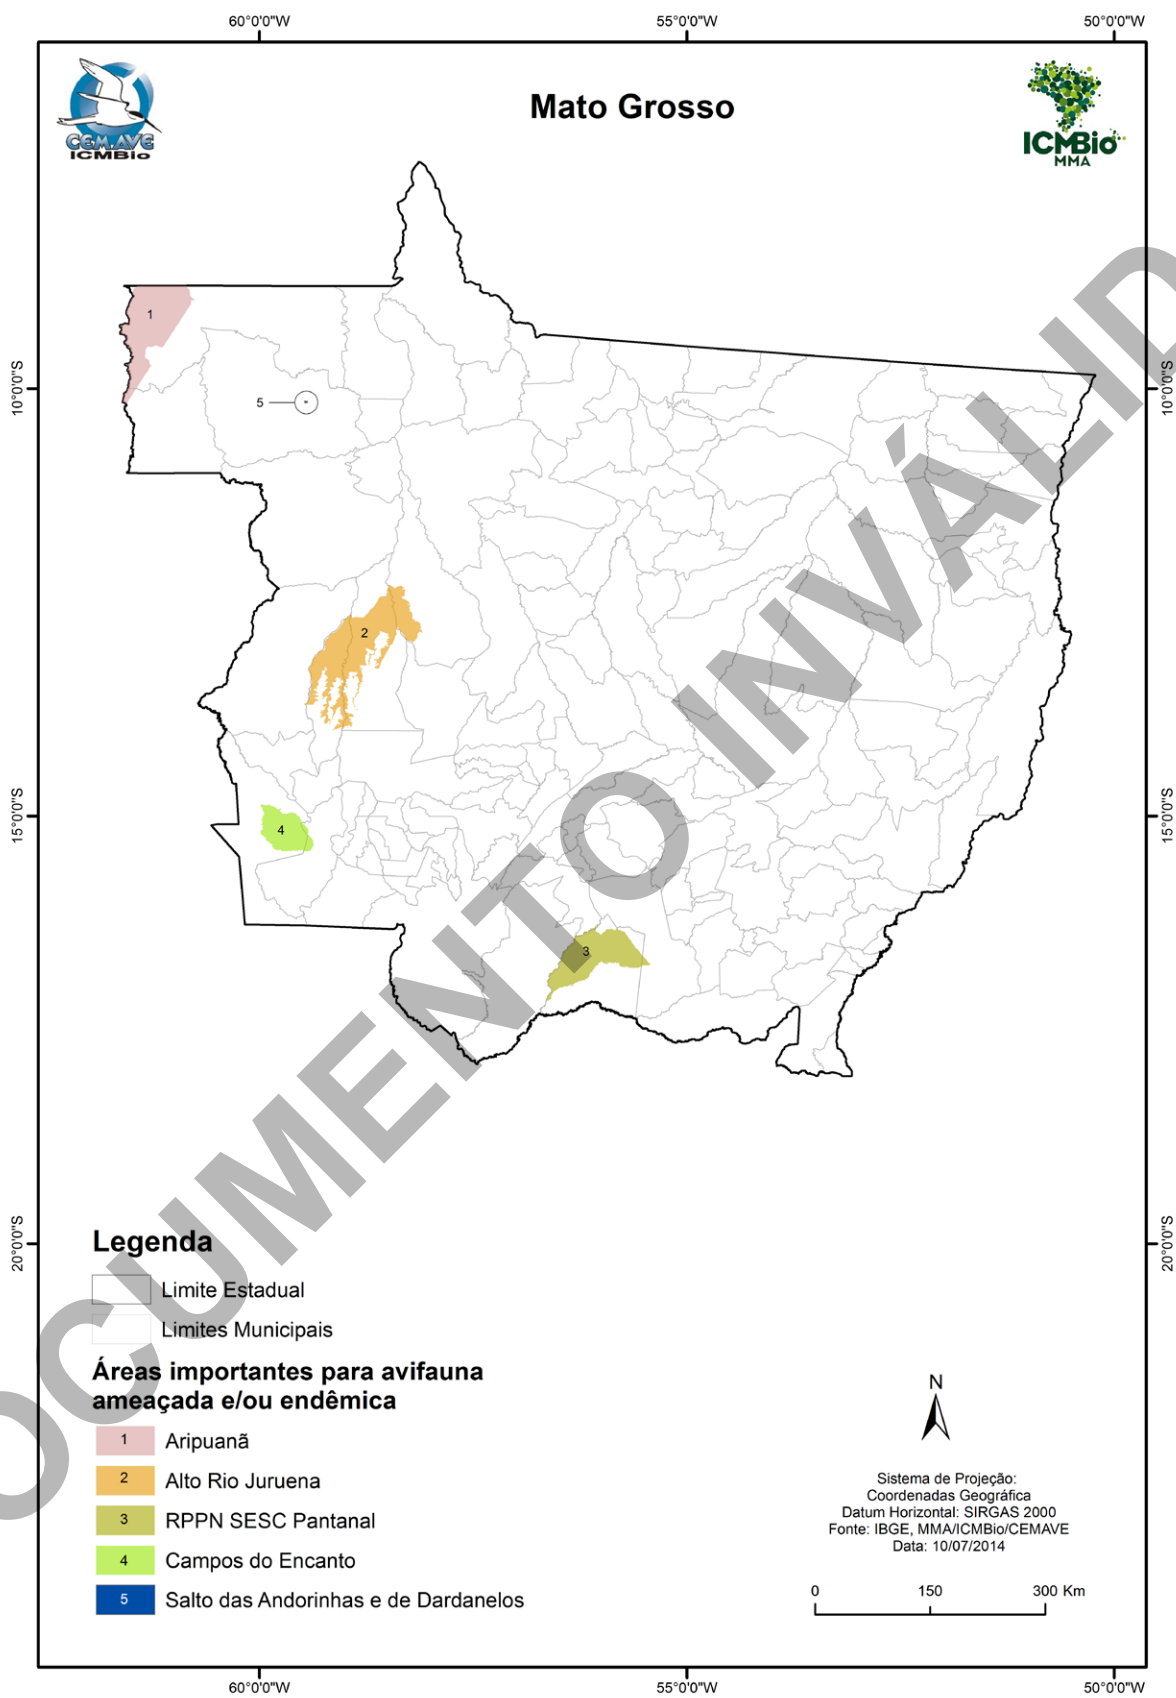 60°0'0"W 55°0'0"W 50°0'0"W
CEMAVE
ICMBio
Mato Grosso
ICMBio
MMA
1
10°0'0"S 10°0'0"S
5
2
15°0'0"S 15°0'0"S
4
3
DOCUMENTO INVÁLID
20°0'0"S 20°0'0"S
Legenda
Limite Estadual
Limites Municipais
Áreas importantes para avifauna
ameaçada e/ou endêmica
1 Aripuanã
2 Alto Rio Juruena
3 RPPN SESC Pantanal
4 Campos do Encanto
5 Salto das Andorinhas e de Dardanelos
N
Sistema de Projeção:
Coordenadas Geográfica
Datum Horizontal: SIRGAS 2000
Fonte: IBGE, MMA/ICMBio/CEMAVE
Data: 10/07/2014
0 150 300 Km
60°0'0"W 55°0'0"W 50°0'0"W